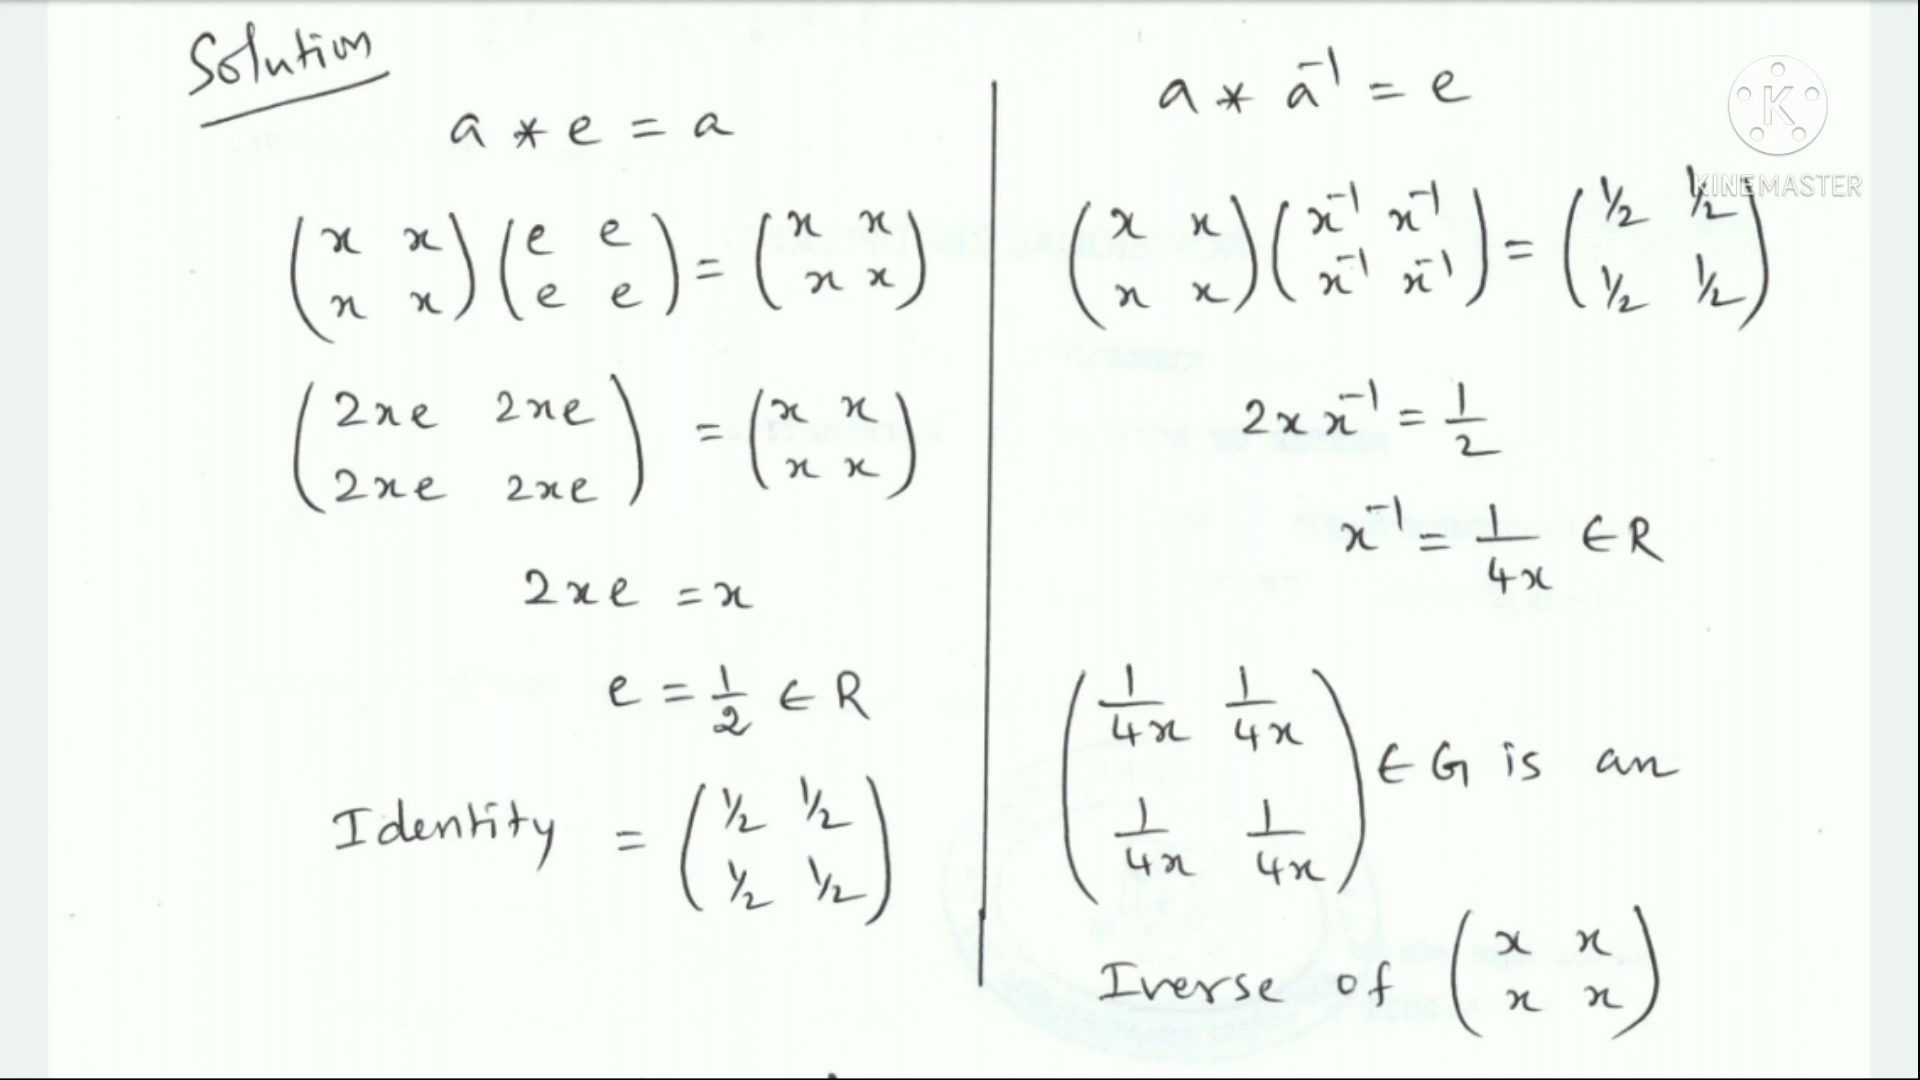 Solution
a * e = a
(x x
x x) (e e
e e) = (x x
x x)
(2xe 2xe
2xe 2xe) = (x x
x x)
2xe = x
e = 1/2 ∈ R
Identity = (1/2 1/2
1/2 1/2)
a * a⁻¹ = e
(x x
x x) (x⁻¹ x⁻¹
x⁻¹ x⁻¹) = (1/2 1/2
1/2 1/2)
2x x⁻¹ = 1/2
x⁻¹ = 1/4x ∈ R
(1/4x 1/4x
1/4x 1/4x) ∈ G is an
Iverse of (x x
x x)
K
KINEMASTER